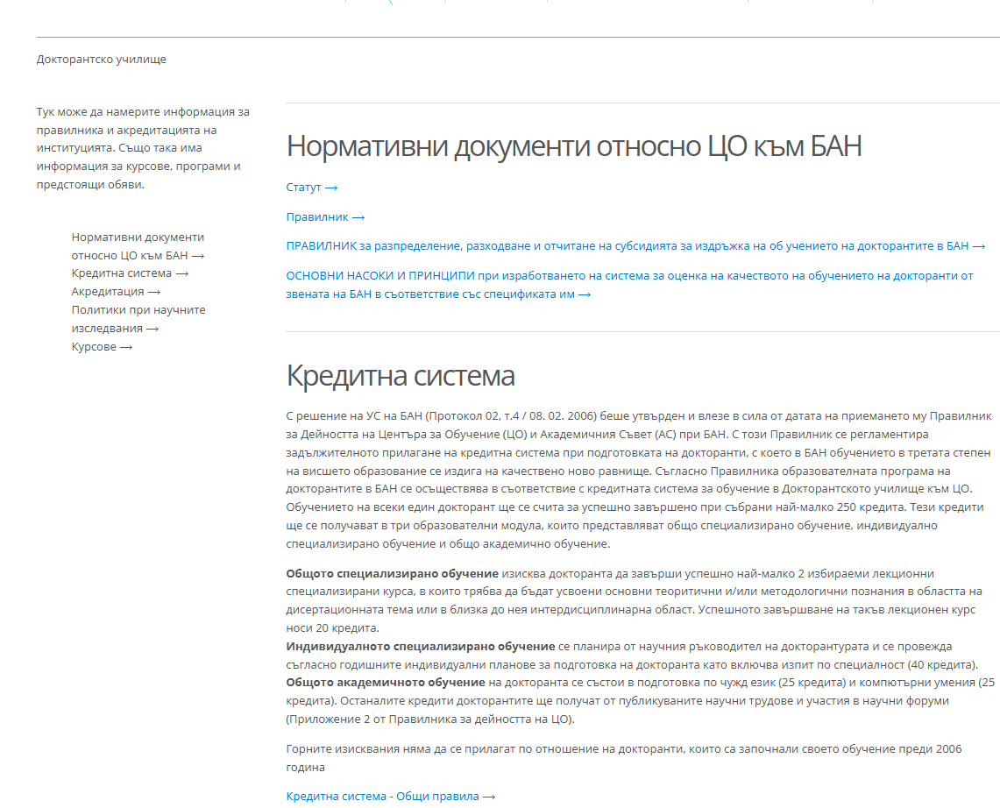 Докторантско училище
Тук може да намерите информация за
правилника и акредитацията на
институцията. Също така има
информация за курсове, програми и
предстоящи обяви.
Нормативни документи
относно ЦО към БАН ⟶
Кредитна система ⟶
Акредитация ⟶
Политики при научните
изследвания ⟶
Курсове ⟶
Нормативни документи относно ЦО към БАН
Статут ⟶
Правилник ⟶
ПРАВИЛНИК за разпределение, разходване и отчитане на субсидията за издръжка на об учението на докторантите в БАН ⟶
ОСНОВНИ НАСОКИ И ПРИНЦИПИ при изработването на система за оценка на качеството на обучението на докторанти от
звената на БАН в съответствие със спецификата им ⟶
Кредитна система
С решение на УС на БАН (Протокол 02, т.4 / 08. 02. 2006) беше утвърден и влезе в сила от датата на приемането му Правилник
за Дейността на Центъра за Обучение (ЦО) и Академичния Съвет (АС) при БАН. С този Правилник се регламентира
задължителното прилагане на кредитна система при подготовката на докторанти, с което в БАН обучението в третата степен
на висшето образование се издига на качествено ново равнище. Съгласно Правилника образователната програма на
докторантите в БАН се осъществява в съответствие с кредитната система за обучение в Докторантското училище към ЦО.
Обучението на всеки един докторант ще се счита за успешно завършено при събрани най-малко 250 кредита. Тези кредити
ще се получават в три образователни модула, които представляват общо специализирано обучение, индивидуално
специализирано обучение и общо академично обучение.
Общото специализирано обучение изисква докторанта да завърши успешно най-малко 2 избираеми лекционни
специализирани курса, в които трябва да бъдат усвоени основни теоритични и/или методологични познания в областта на
дисертационната тема или в близка до нея интердисциплинарна област. Успешното завършване на такъв лекционен курс
носи 20 кредита.
Индивидуалното специализирано обучение се планира от научния ръководител на докторантурата и се провежда
съгласно годишните индивидуални планове за подготовка на докторанта като включва изпит по специалност (40 кредита).
Общото академичното обучение на докторанта се състои в подготовка по чужд език (25 кредита) и компютърни умения (25
кредита). Останалите кредити докторантите ще получат от публикуваните научни трудове и участия в научни форуми
(Приложение 2 от Правилника за дейността на ЦО).
Горните изисквания няма да се прилагат по отношение на докторанти, които са започнали своето обучение преди 2006
година
Кредитна система - Общи правила ⟶